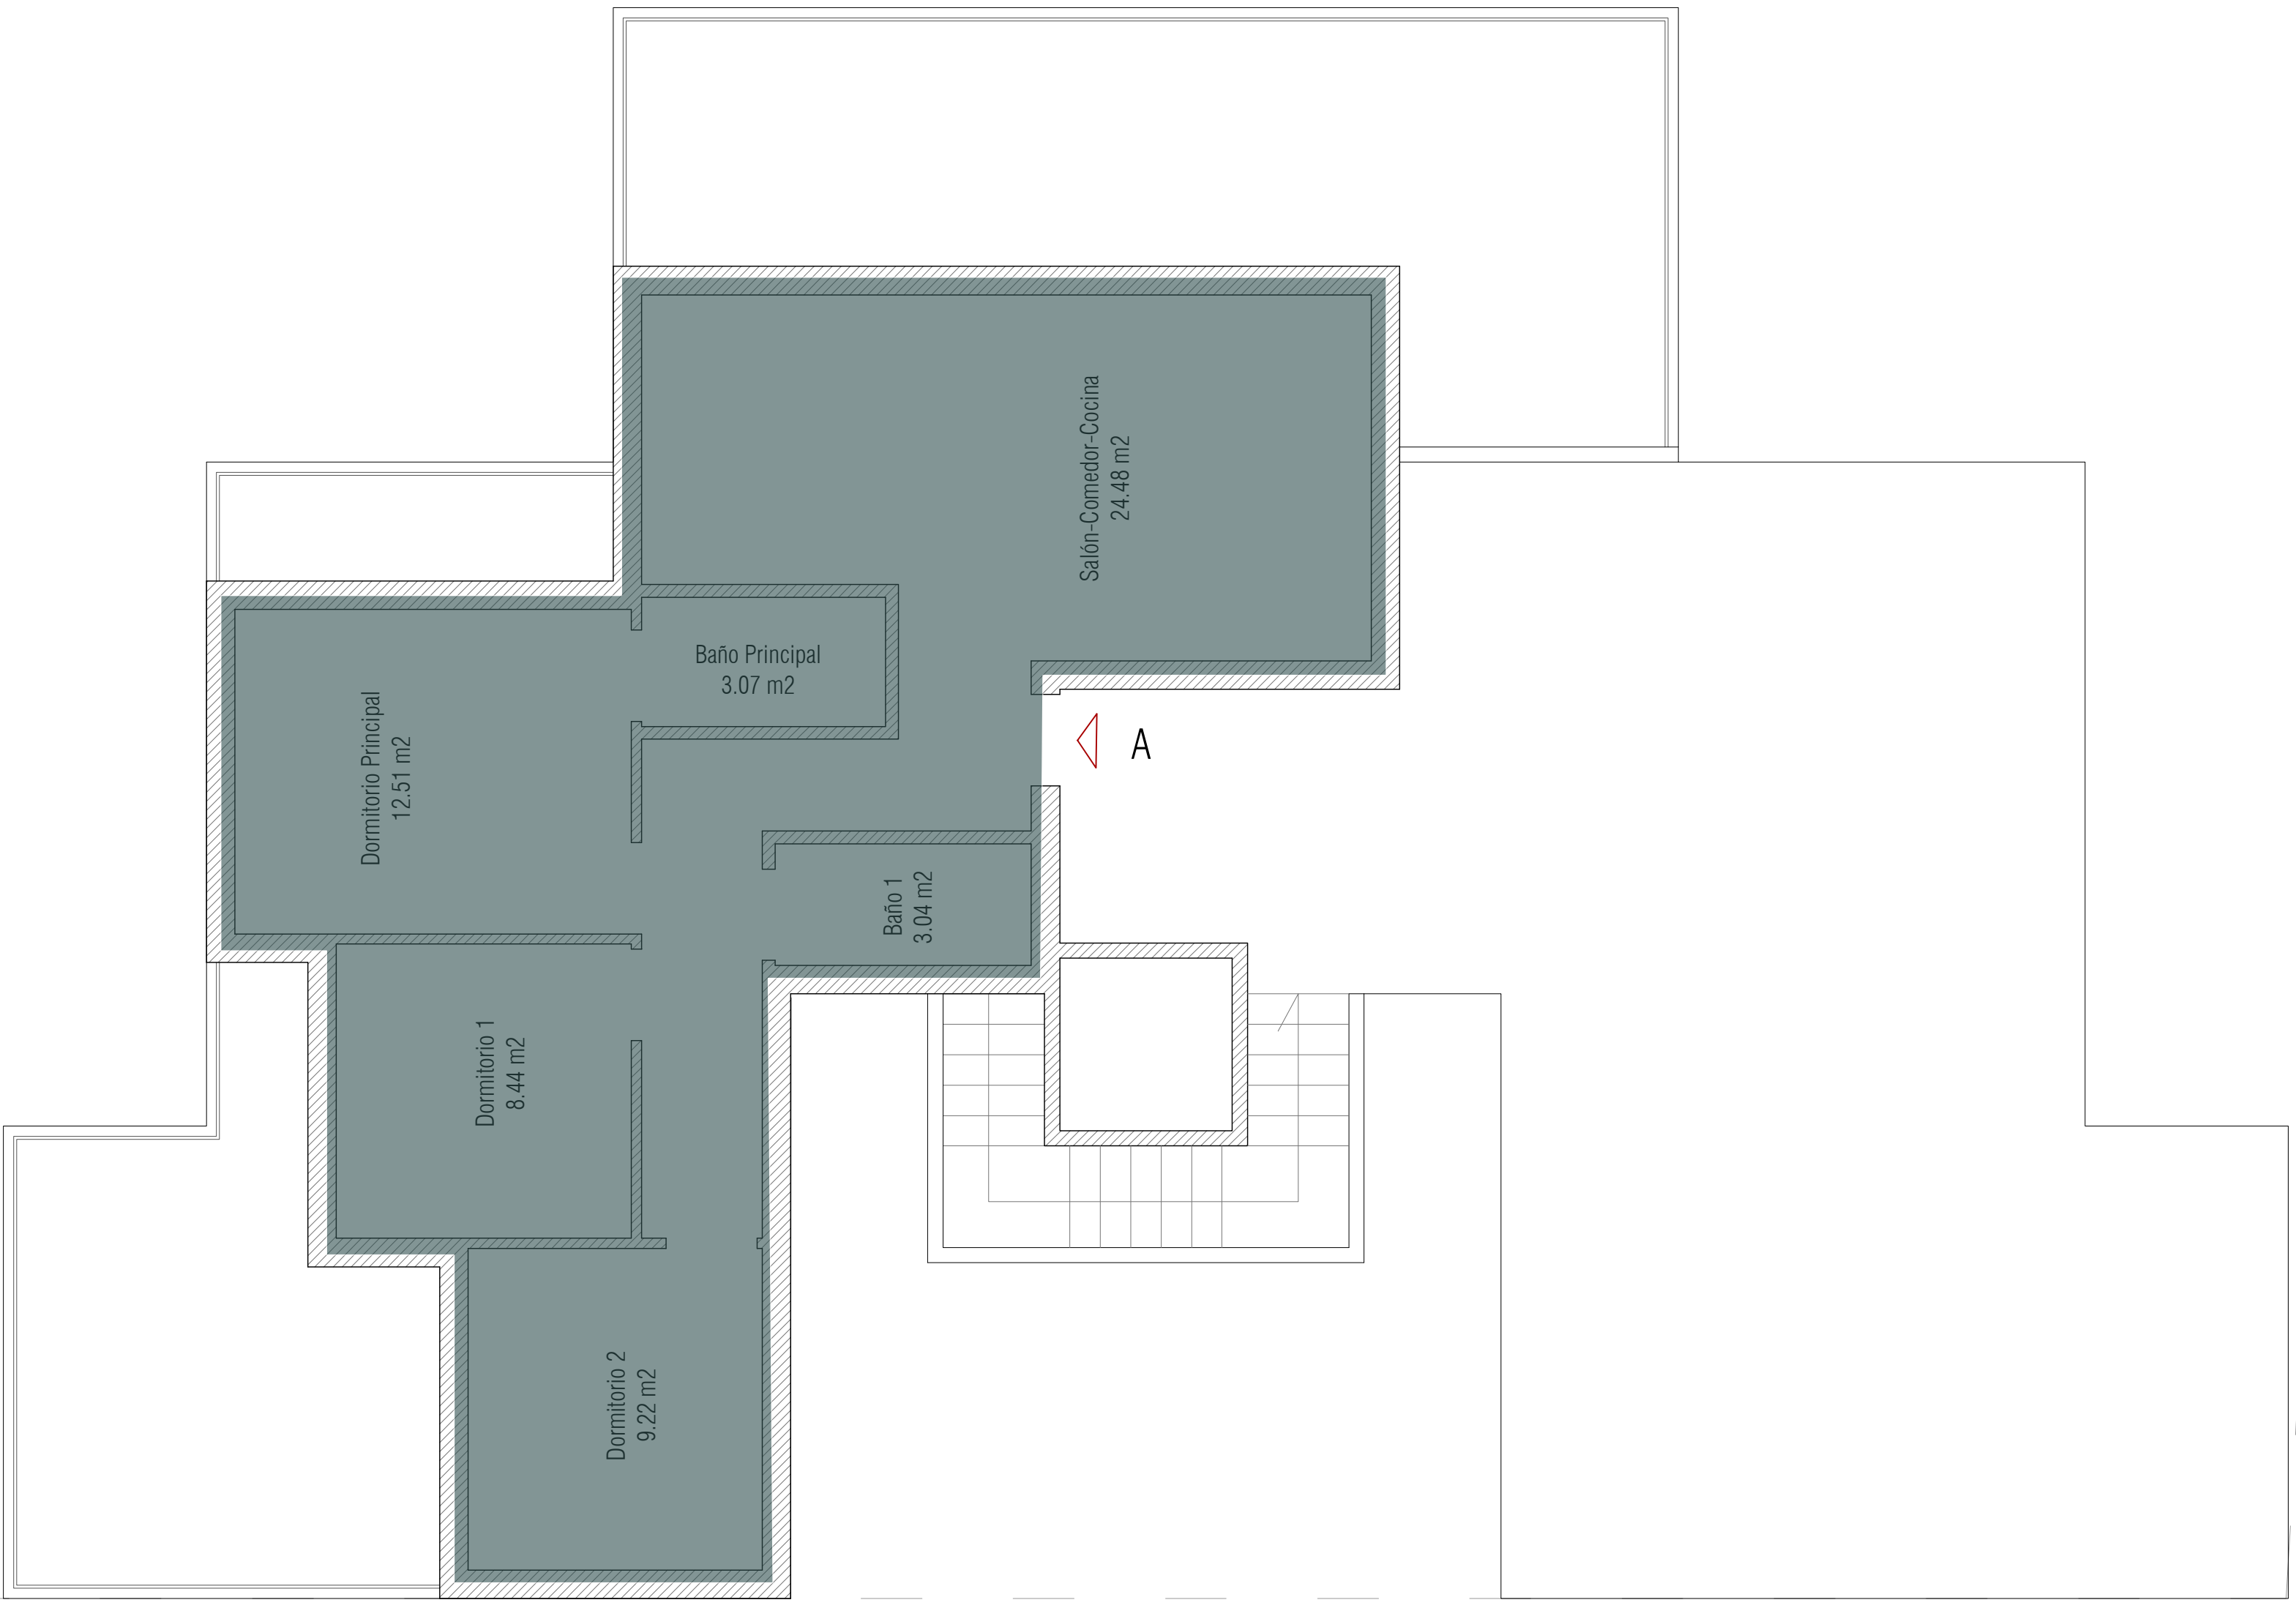 Salón-Comedor-Cocina
24.48 m2
Baño Principal
3.07 m2
Dormitorio Principal
12.51 m2
A
Baño 1
3.04 m2
Dormitorio 1
8.44 m2
Dormitorio 2
9.22 m2